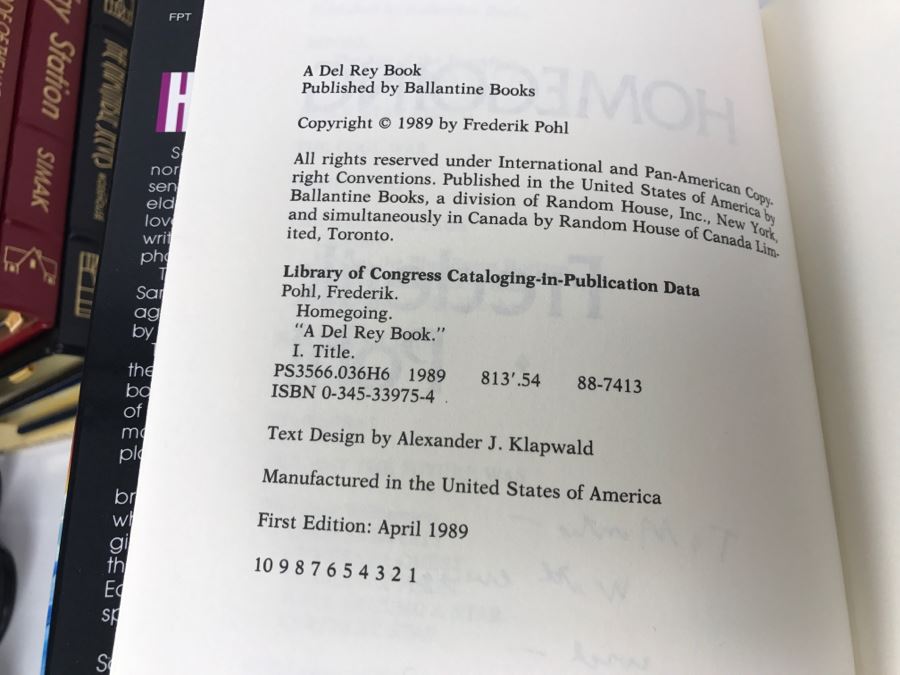 FPT
H
A Del Rey Book
Published by Ballantine Books
Copyright © 1989 by Frederik Pohl
All rights reserved under International and Pan-American Copy-
right Conventions. Published in the United States of America by
Ballantine Books, a division of Random House, Inc., New York,
and simultaneously in Canada by Random House of Canada Lim-
ited, Toronto.
Library of Congress Cataloging-in-Publication Data
Pohl, Frederik.
Homegoing.
"A Del Rey Book."
I. Title.
PS3566.036H6 1989 813'.54 88-7413
ISBN 0-345-33975-4
Text Design by Alexander J. Klapwald
Manufactured in the United States of America
First Edition: April 1989
10 9 8 7 6 5 4 3 2 1
Station
SIMAK